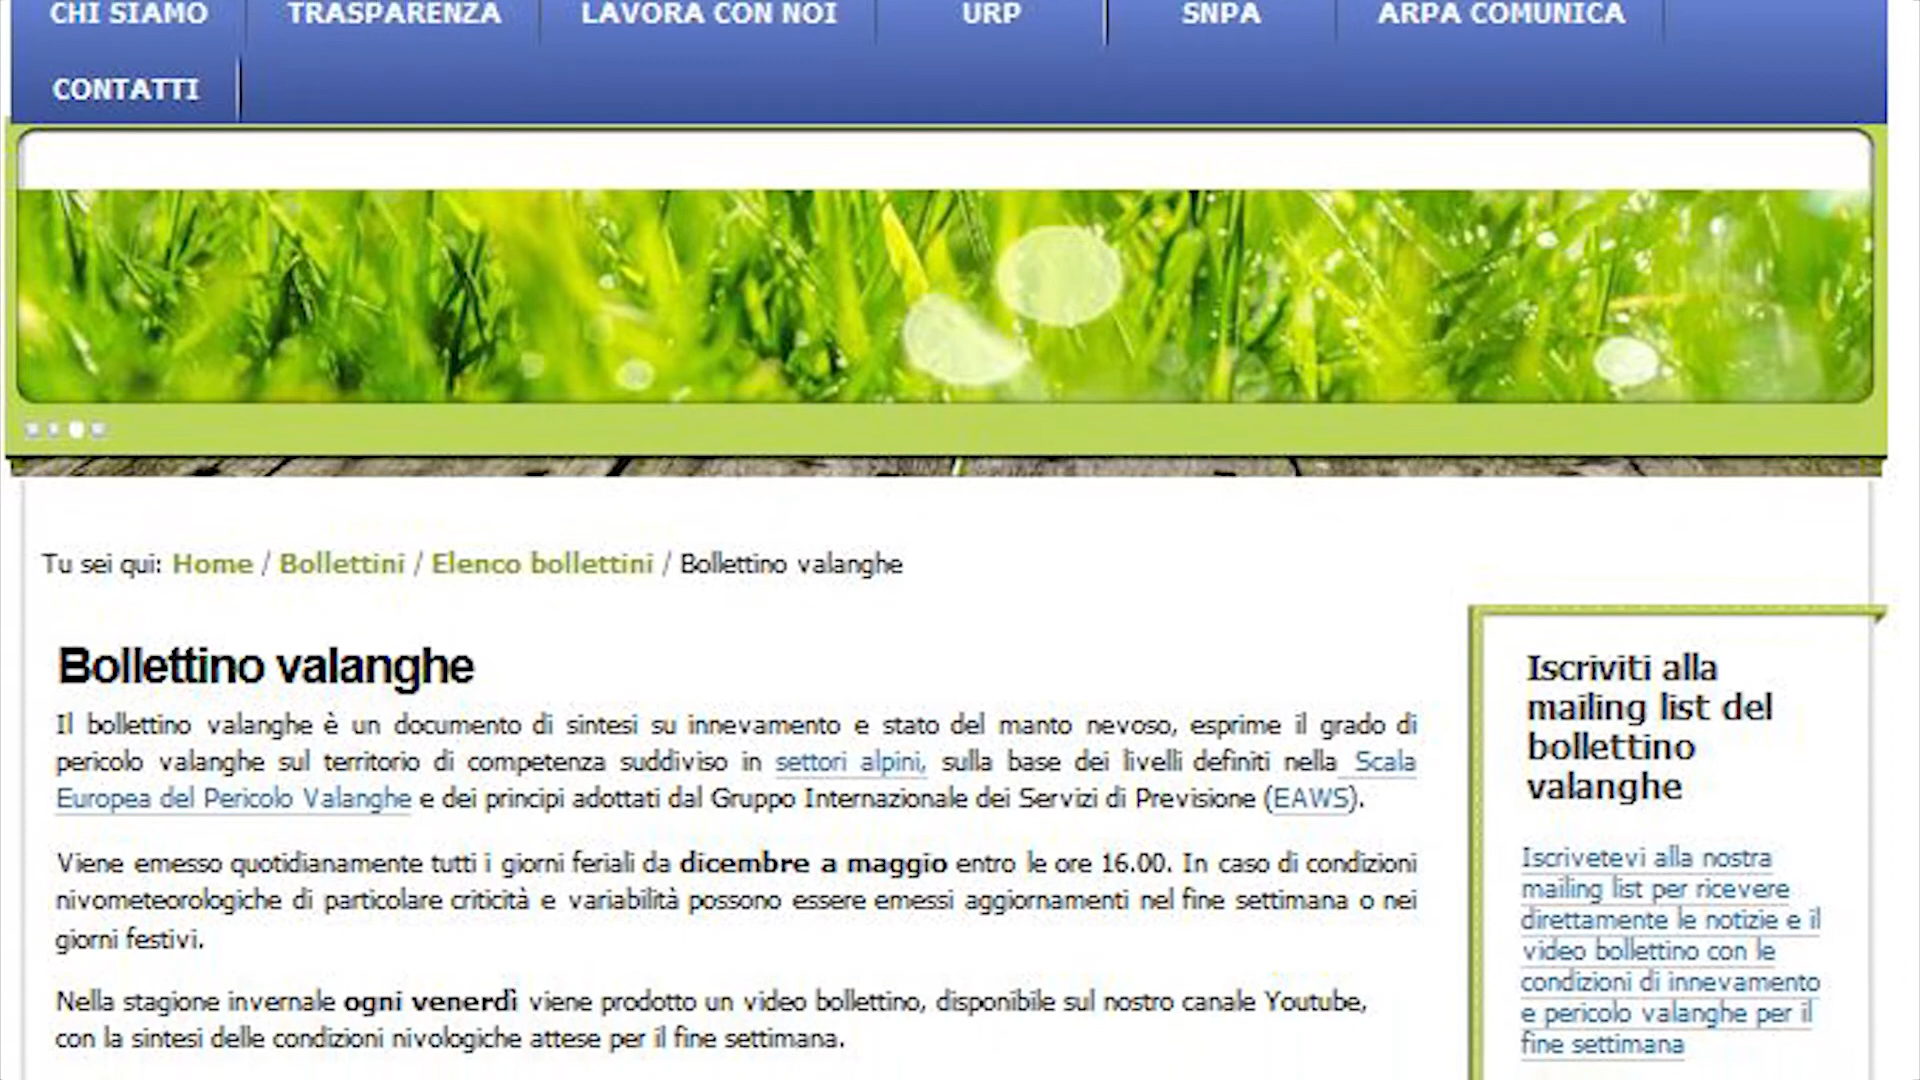 CHI SIAMO TRASPARENZA LAVORA CON NOI URP SNPA ARPA COMUNICA
CONTATTI
Tu sei qui: Home / Bollettini / Elenco bollettini / Bollettino valanghe
Bollettino valanghe
Il bollettino valanghe è un documento di sintesi su innevamento e stato del manto nevoso, esprime il grado di
pericolo valanghe sul territorio di competenza suddiviso in settori alpini, sulla base dei livelli definiti nella Scala
Europea del Pericolo Valanghe e dei principi adottati dal Gruppo Internazionale dei Servizi di Previsione (EAWS).
Viene emesso quotidianamente tutti i giorni feriali da dicembre a maggio entro le ore 16.00. In caso di condizioni
nivometeorologiche di particolare criticità e variabilità possono essere emessi aggiornamenti nel fine settimana o nei
giorni festivi.
Nella stagione invernale ogni venerdì viene prodotto un video bollettino, disponibile sul nostro canale Youtube,
con la sintesi delle condizioni nivologiche attese per il fine settimana.
Iscriviti alla
mailing list del
bollettino
valanghe
Iscrivetevi alla nostra
mailing list per ricevere
direttamente le notizie e il
video bollettino con le
condizioni di innevamento
e pericolo valanghe per il
fine settimana